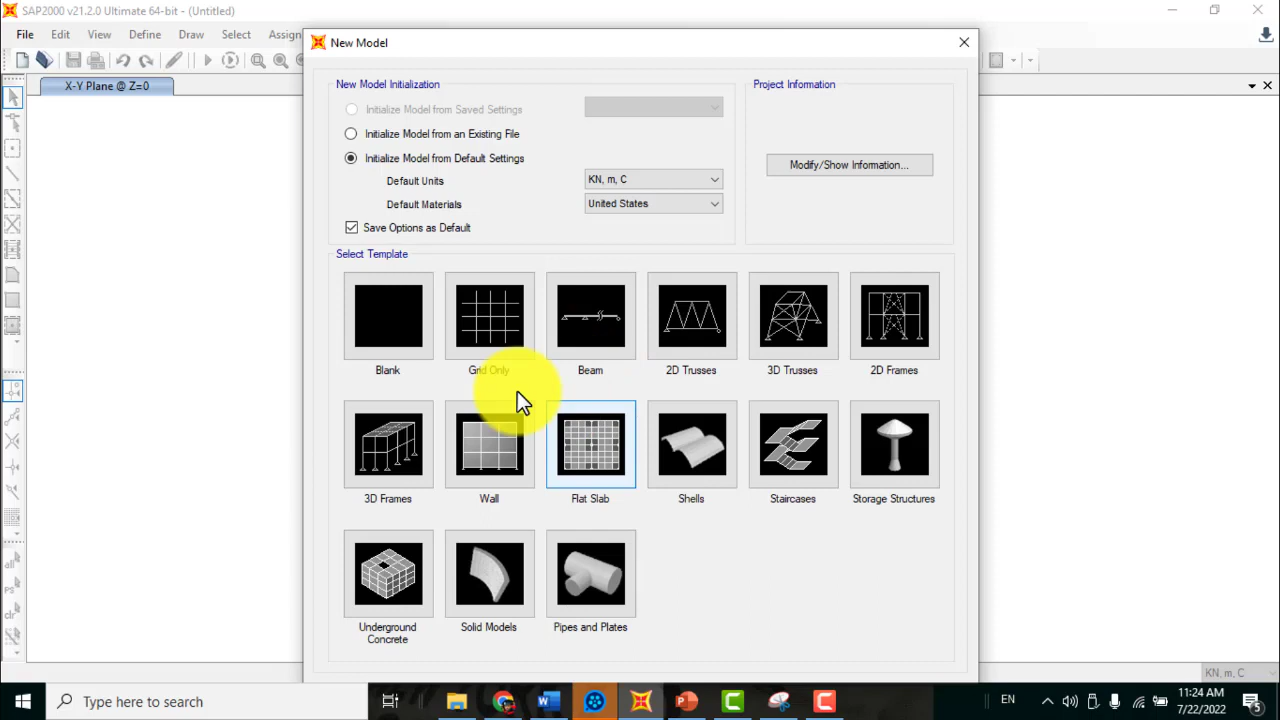 SAP2000 v21.2.0 Ultimate 64-bit - (Untitled)
File Edit View Define Draw Select Assign
X-Y Plane @ Z=0
New Model
New Model Initialization
Initialize Model from Saved Settings
Initialize Model from an Existing File
Initialize Model from Default Settings
Default Units
KN, m, C
Default Materials
United States
Save Options as Default
Project Information
Modify/Show Information...
Select Template
Blank
Grid Only
Beam
2D Trusses
3D Trusses
2D Frames
3D Frames
Wall
Flat Slab
Shells
Staircases
Storage Structures
Underground
Concrete
Solid Models
Pipes and Plates
all
ps
clr
KN, m, C
Type here to search
EN
11:24 AM
7/22/2022
5